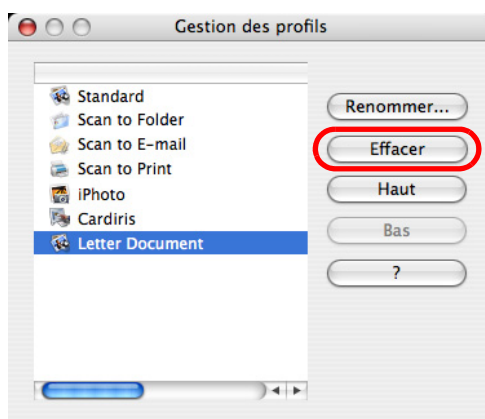 Gestion des profils
Standard
Scan to Folder
Scan to E-mail
Scan to Print
iPhoto
Cardiris
Letter Document
Renommer...
Effacer
Haut
Bas
?